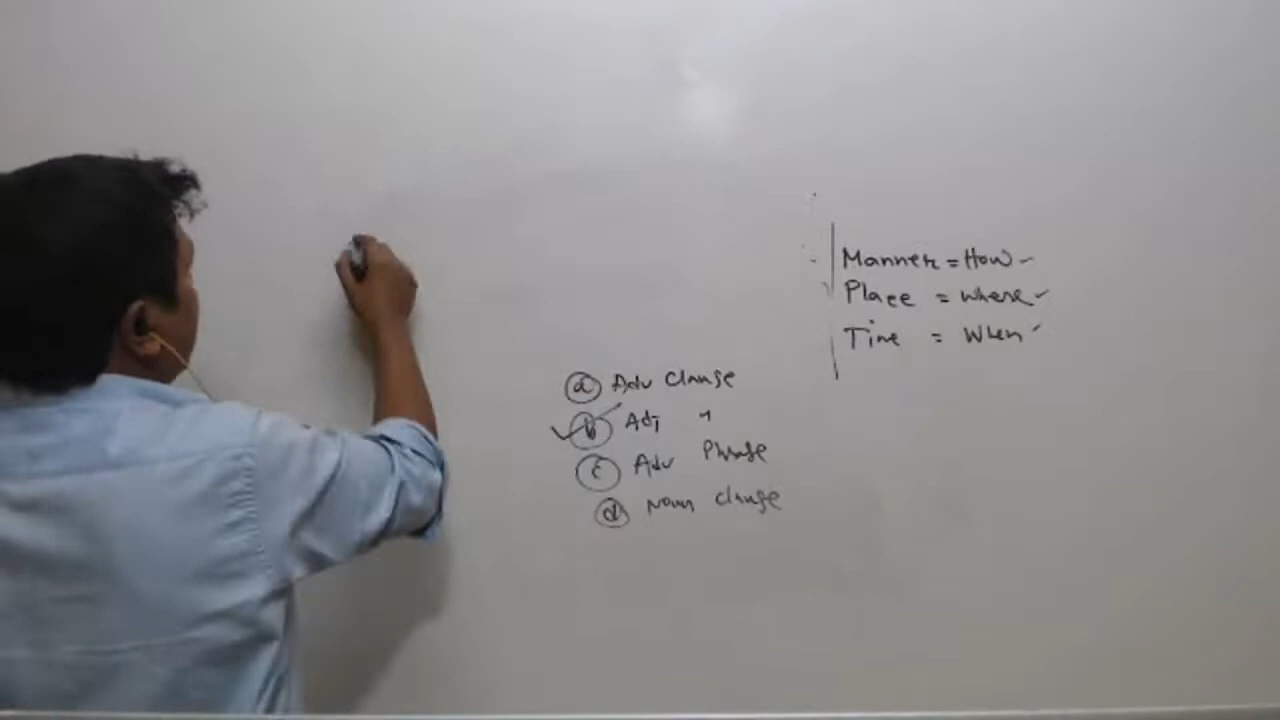 Manner = How
Place = Where
Time = When
(a) Adv Clause
(b) Adj "
(c) Adv Phrase
(d) Noun clause